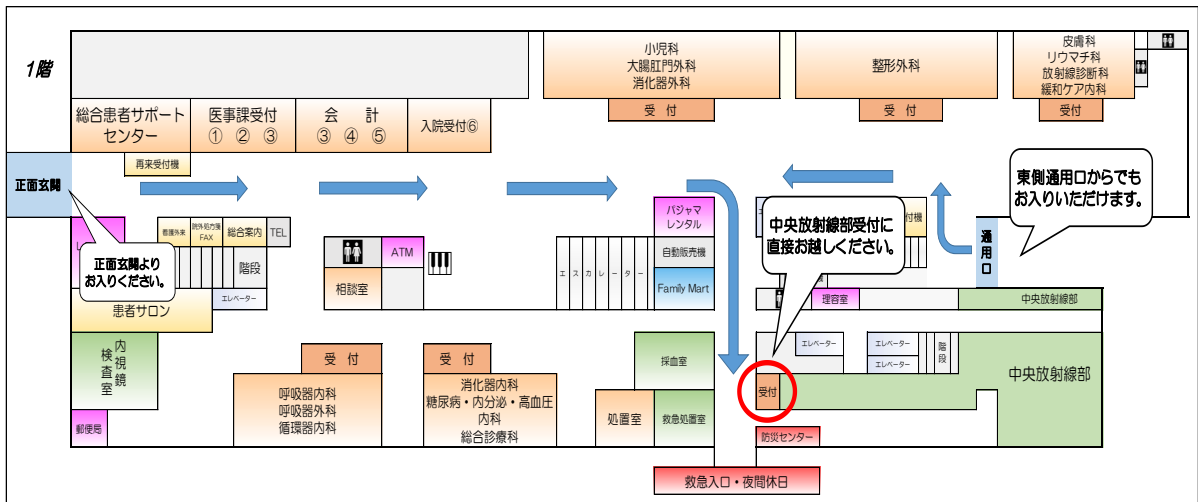 1階
小児科
大腸肛門外科
消化器外科
受 付
整形外科
受 付
皮膚科
リウマチ科
放射線診断科
緩和ケア内科
受付
総合患者サポート
センター
医事課受付
① ② ③
会 計
③ ④ ⑤
入院受付⑥
再来受付機
正面玄関
正面玄関より
お入りください。
看護外来
院外処方箋
FAX
総合案内
TEL
階段
エレベーター
患者サロン
ATM
相談室
エスカレーター
パジャマ
レンタル
自動販売機
Family Mart
中央放射線部受付に
直接お越しください。
付機
通用口
東側通用口からでも
お入りいただけます。
理容室
中央放射線部
内視鏡
検査室
郵便局
受 付
呼吸器内科
呼吸器外科
循環器内科
受 付
消化器内科
糖尿病・内分泌・高血圧
内科
総合診療科
処置室
採血室
救急処置室
エレベーター
エレベーター
エレベーター
階段
受付
中央放射線部
防災センター
救急入口・夜間休日